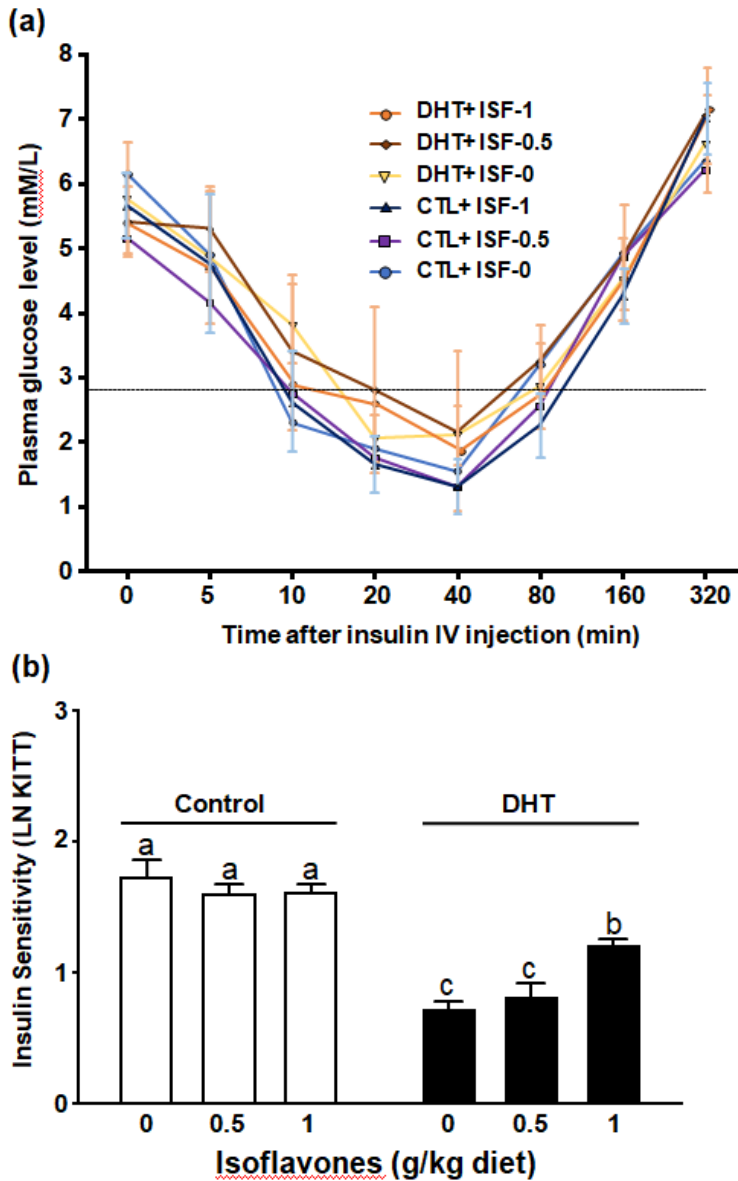 (a)
8
7
6
5
4
3
2
1
0
Plasma glucose level (mM/L)
DHT+ ISF-1
DHT+ ISF-0.5
DHT+ ISF-0
CTL+ ISF-1
CTL+ ISF-0.5
CTL+ ISF-0
0 5 10 20 40 80 160 320
Time after insulin IV injection (min)
(b)
3
2
1
0
Insulin Sensitivity (LN KITT)
Control DHT
a a a c c b
0 0.5 1 0 0.5 1
Isoflavones (g/kg diet)